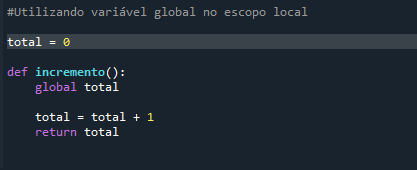 #Utilizando variável global no escopo local
total = 0
def incremento():
    global total
    total = total + 1
    return total